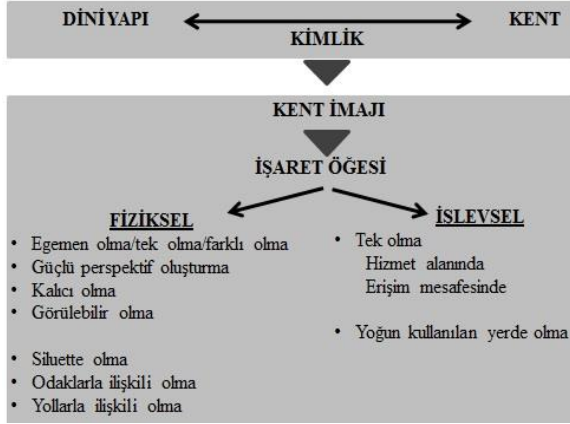 DİNİ YAPI KENT
KİMLİK
KENT İMAJI
İŞARET ÖĞESİ
FİZİKSEL
• Egemen olma/tek olma/farklı olma
• Güçlü perspektif oluşturma
• Kalıcı olma
• Görülebilir olma
• Siluette olma
• Odaklarla ilişkili olma
• Yollarla ilişkili olma
İŞLEVSEL
• Tek olma
Hizmet alanında
Erişim mesafesinde
• Yoğun kullanılan yerde olma